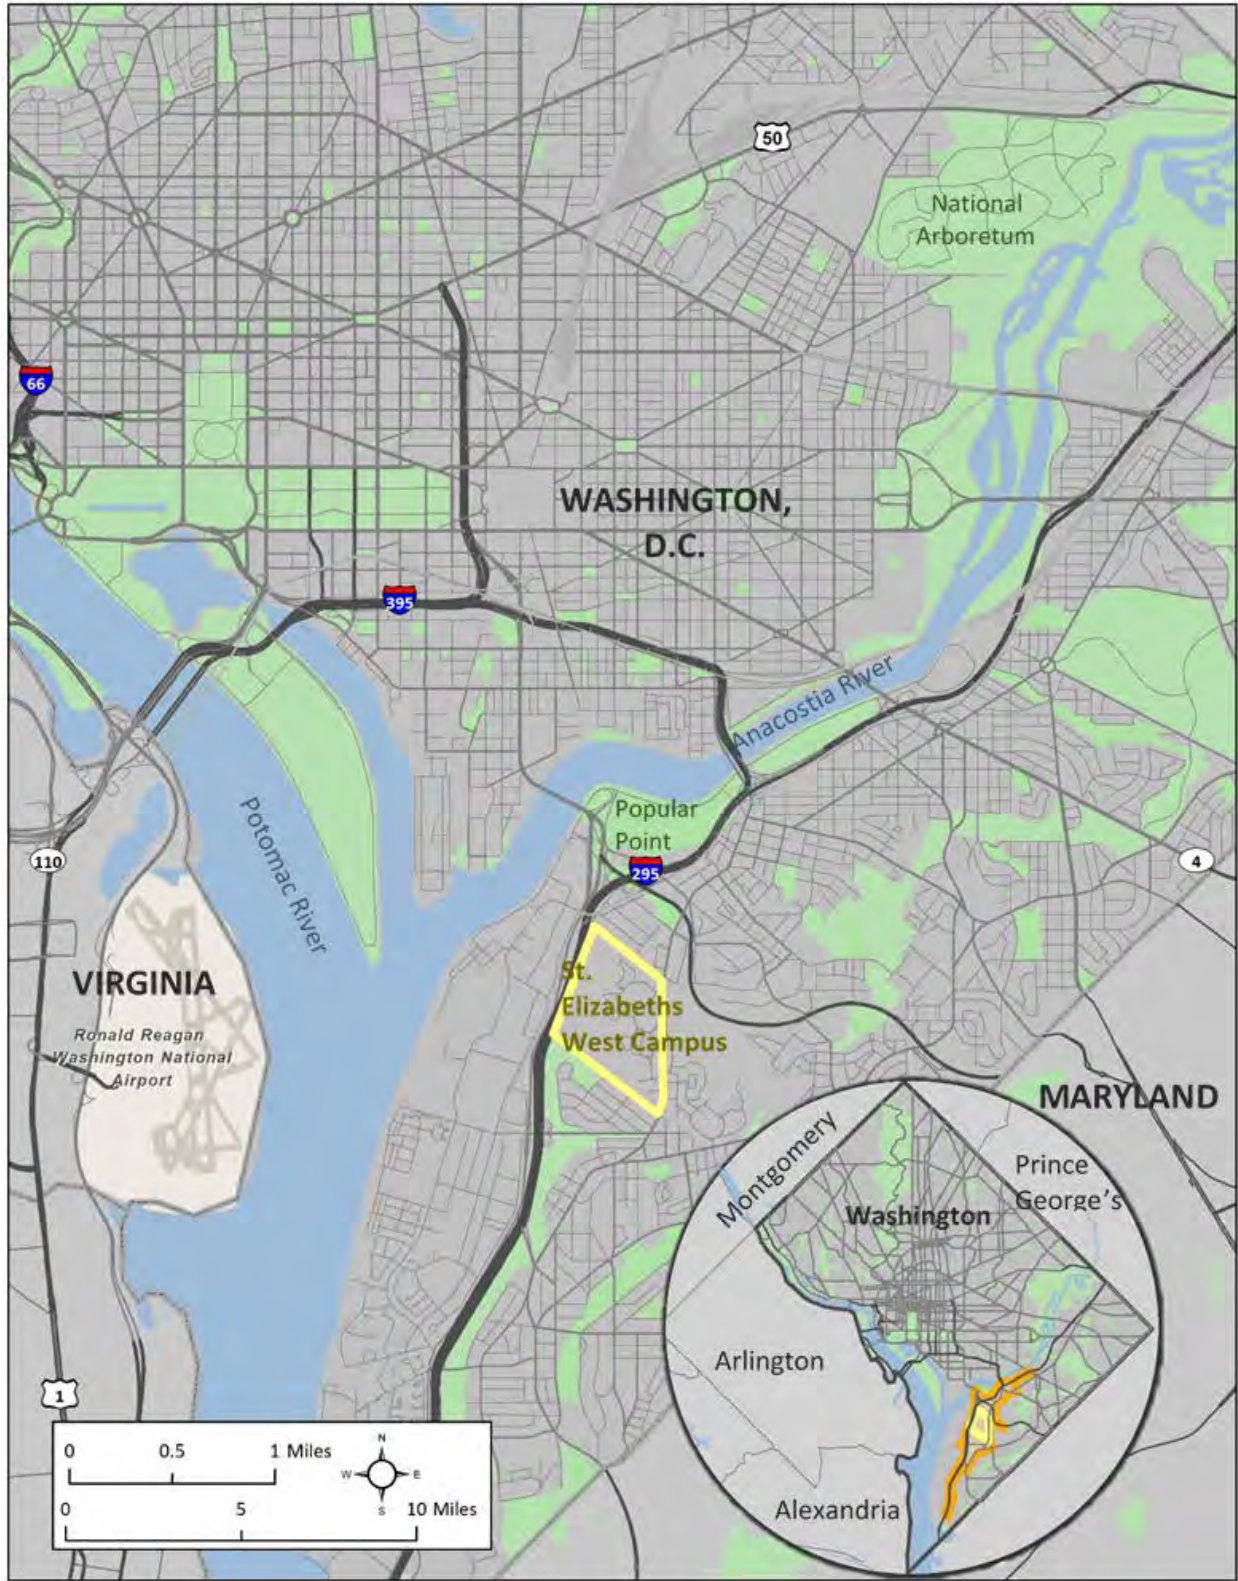 50
National
Arboretum
66
WASHINGTON,
D.C.
395
Anacostia River
Potomac River
Popular
Point
110
295
4
VIRGINIA
Ronald Reagan
Washington National
Airport
St.
Elizabeths
West Campus
MARYLAND
Montgomery
Prince
George's
Washington
Arlington
Alexandria
1
0 0.5 1 Miles
N
W E
S
0 5 10 Miles